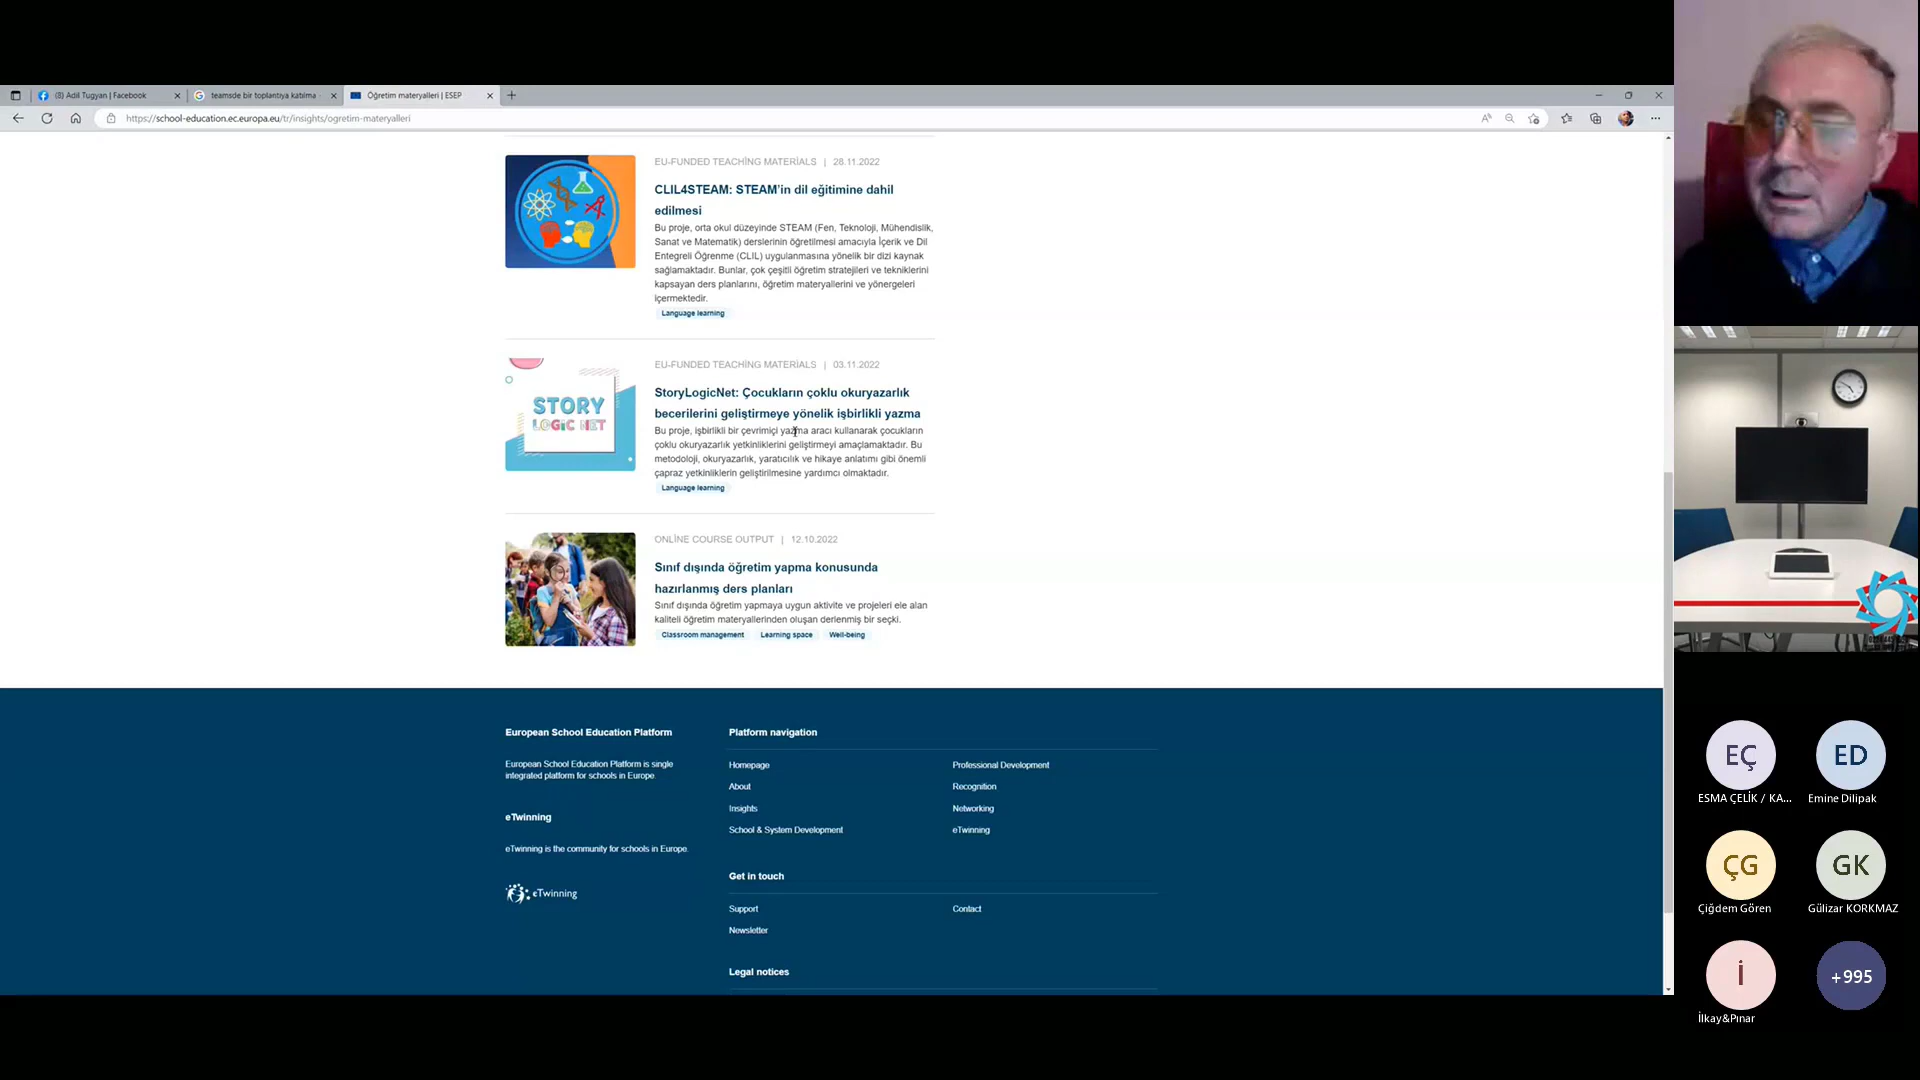 (8) Adil Tugyan | Facebook
teamsde bir toplantıya katılma
Öğretim materyalleri | ESEP
https://school-education.ec.europa.eu/tr/insights/ogretim-materyalleri
EU-FUNDED TEACHİNG MATERİALS | 28.11.2022
CLIL4STEAM: STEAM'in dil eğitimine dahil
edilmesi
Bu proje, orta okul düzeyinde STEAM (Fen, Teknoloji, Mühendislik,
Sanat ve Matematik) derslerinin öğretilmesi amacıyla İçerik ve Dil
Entegreli Öğrenme (CLIL) uygulanmasına yönelik bir dizi kaynak
sağlamaktadır. Bunlar, çok çeşitli öğretim stratejileri ve tekniklerini
kapsayan ders planlarını, öğretim materyallerini ve yönergeleri
içermektedir.
Language learning
STORY
LOGIC NET
EU-FUNDED TEACHİNG MATERİALS | 03.11.2022
StoryLogicNet: Çocukların çoklu okuryazarlık
becerilerini geliştirmeye yönelik işbirlikli yazma
Bu proje, işbirlikli bir çevrimiçi yazma aracı kullanarak çocukların
çoklu okuryazarlık yetkinliklerini geliştirmeyi amaçlamaktadır. Bu
metodoloji, okuryazarlık, yaratıcılık ve hikaye anlatımı gibi önemli
çapraz yetkinliklerin geliştirilmesine yardımcı olmaktadır.
Language learning
ONLİNE COURSE OUTPUT | 12.10.2022
Sınıf dışında öğretim yapma konusunda
hazırlanmış ders planları
Sınıf dışında öğretim yapmaya uygun aktivite ve projeleri ele alan
kaliteli öğretim materyallerinden oluşan derlenmiş bir seçki.
Classroom management Learning space Well-being
European School Education Platform
European School Education Platform is single
integrated platform for schools in Europe
eTwinning
eTwinning is the community for schools in Europe.
eTwinning
Platform navigation
Homepage
About
Insights
School & System Development
Professional Development
Recognition
Networking
eTwinning
Get in touch
Support
Newsletter
Contact
Legal notices
EÇ
ESMA ÇELİK / KA...
ED
Emine Dilipak
ÇG
Çiğdem Gören
GK
Gülizar KORKMAZ
İ
İlkay&Pınar
+995